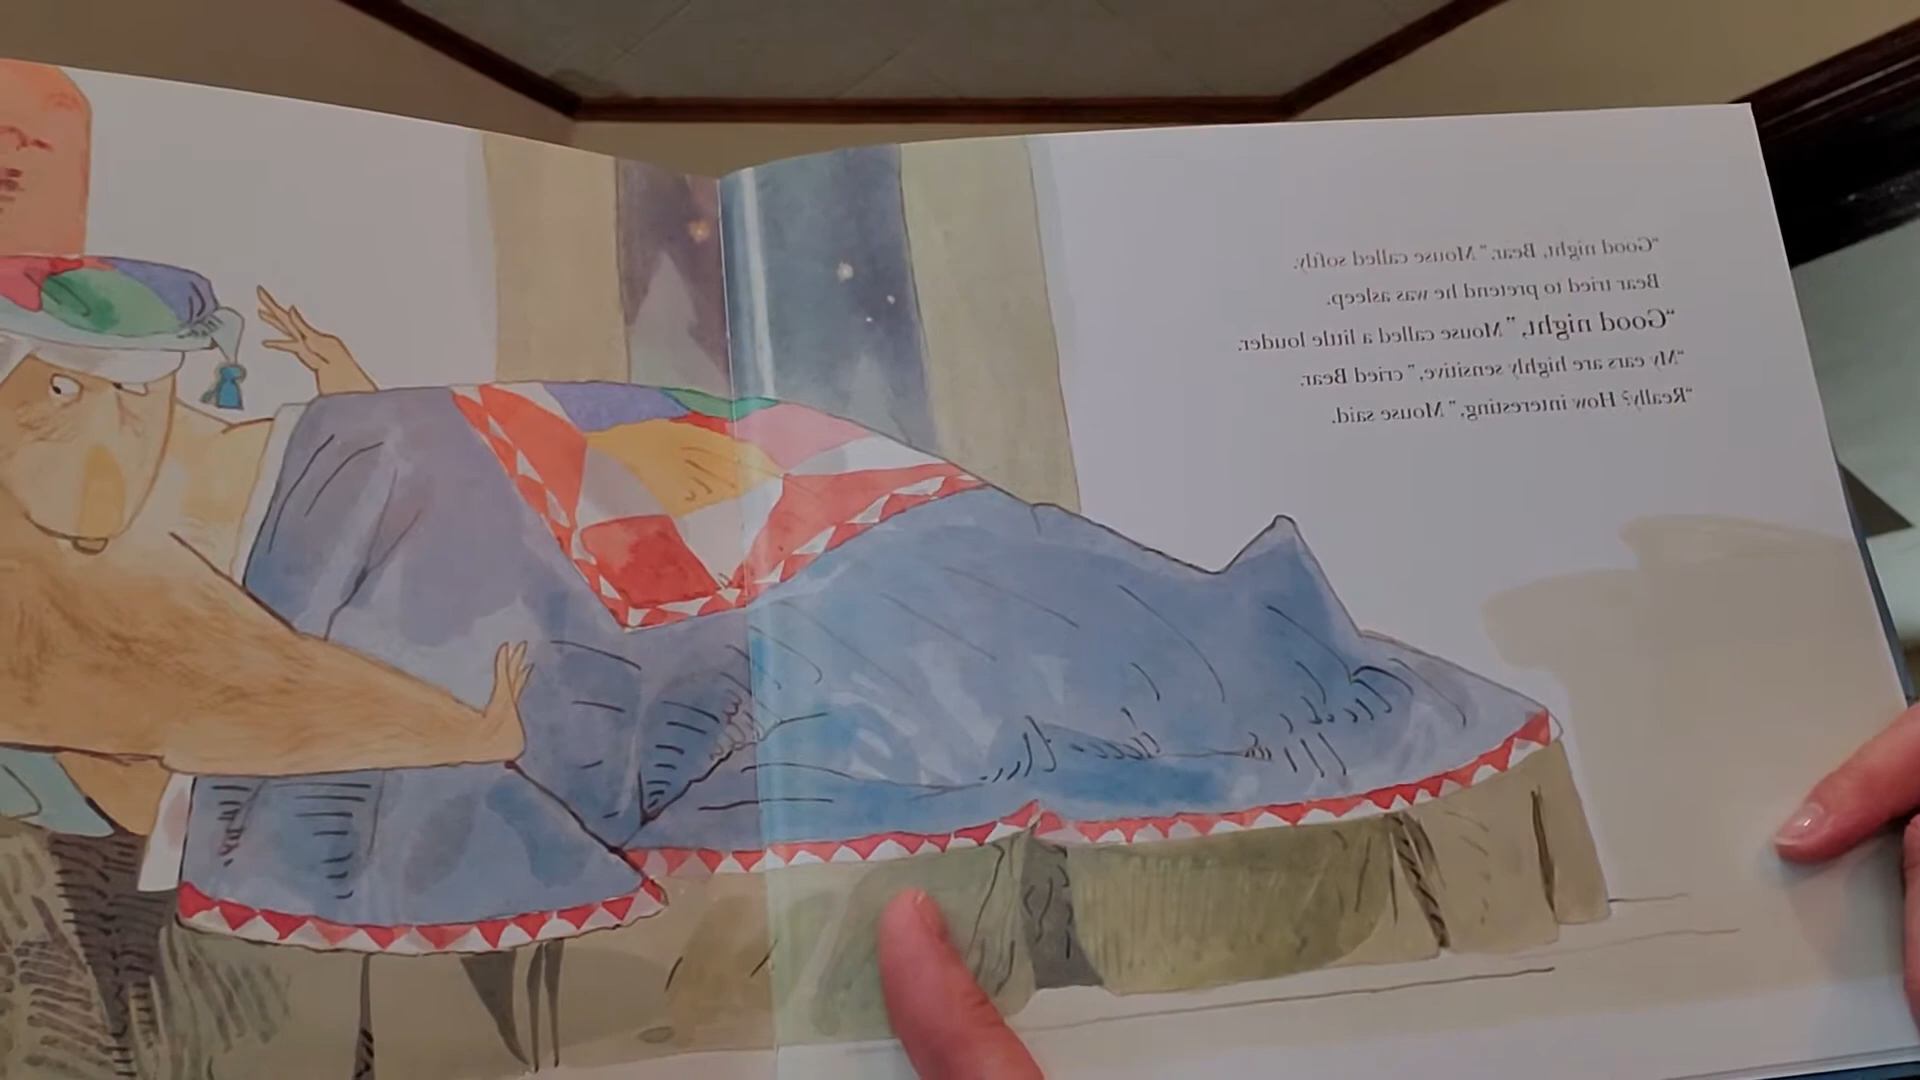 "Good night, Bear," Mouse called softly.
Bear tried to pretend he was asleep.
"Good night," Mouse called a little louder.
"My ears are highly sensitive," cried Bear.
"Really? How interesting," Mouse said.